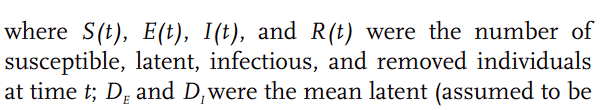 where S(t), E(t), I(t), and R(t) were the number of
susceptible, latent, infectious, and removed individuals
at time t; D_E and D_I were the mean latent (assumed to be